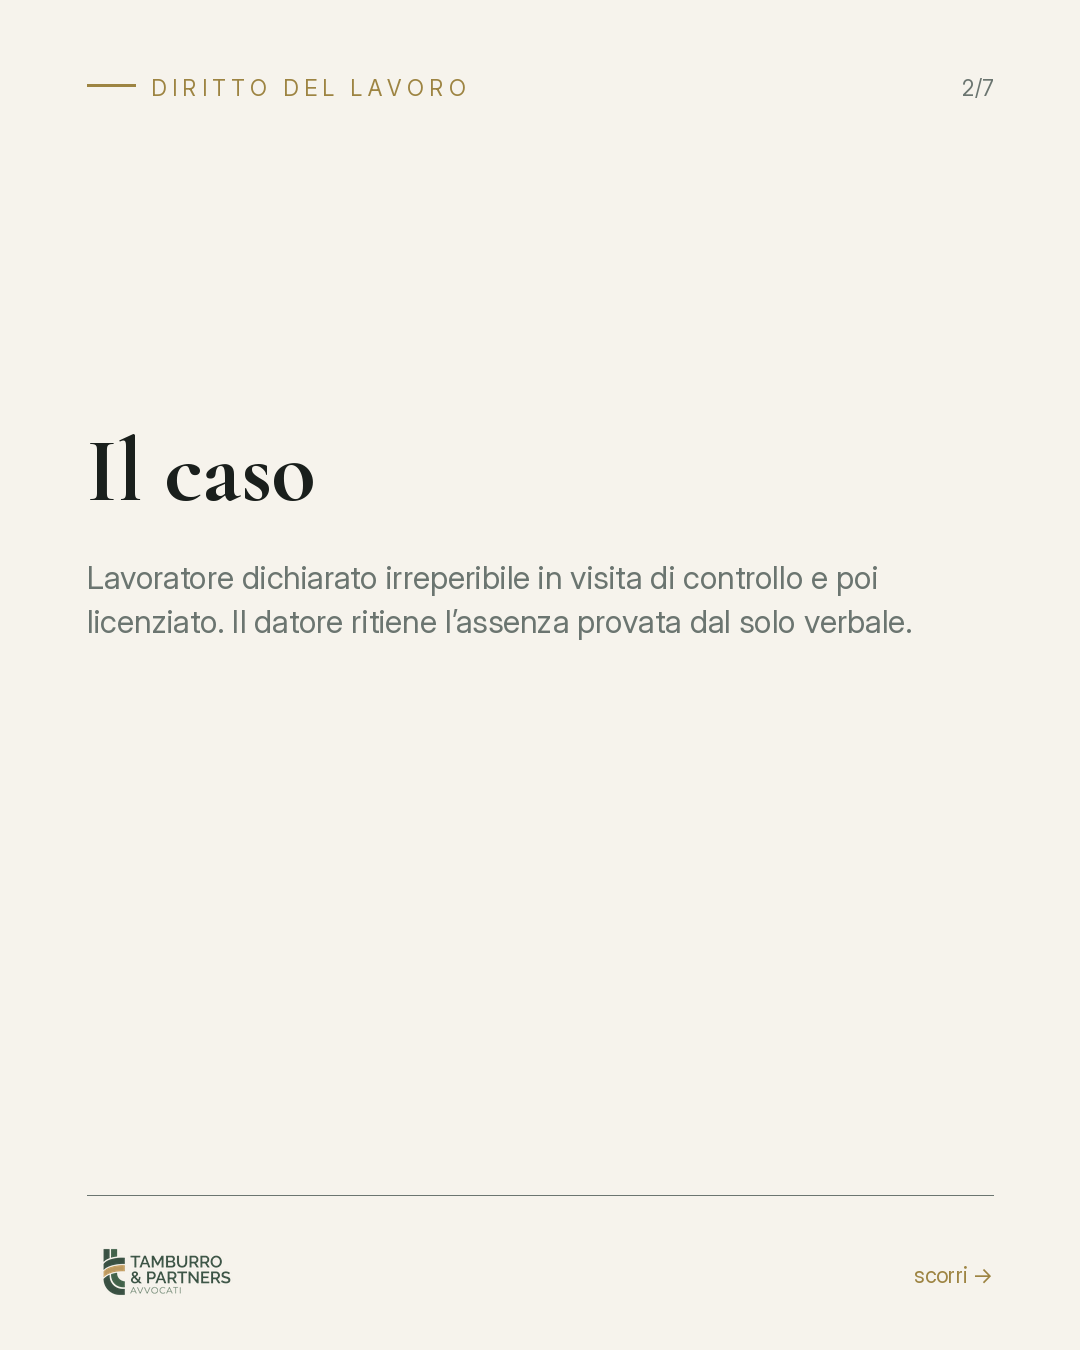 DIRITTO DEL LAVORO
2/7
Il caso
Lavoratore dichiarato irreperibile in visita di controllo e poi
licenziato. Il datore ritiene l’assenza provata dal solo verbale.
TAMBURRO
& PARTNERS
AVVOCATI
scorri →